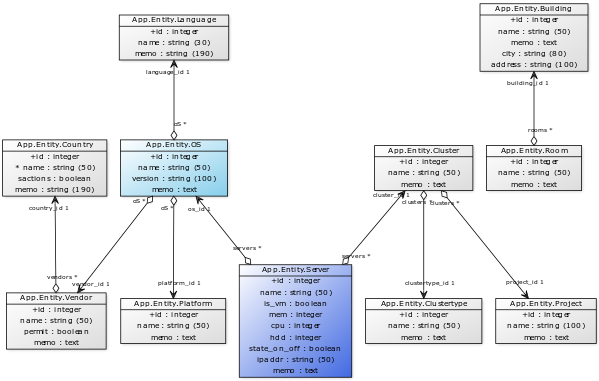 App.Entity.Language
+id : integer
name : string (30)
memo : string (190)
language_id 1
oS *
App.Entity.Building
+id : integer
name : string (50)
memo : text
city : string (80)
address : string (100)
building_id 1
rooms *
App.Entity.Country
+id : integer
* name : string (50)
sactions : boolean
memo : string (190)
country_id 1
vendors *
App.Entity.OS
+id : integer
name : string (50)
version : string (100)
memo : text
oS *
oS *
os_id 1
App.Entity.Cluster
+id : integer
name : string (50)
memo : text
cluster_id 1
clusters *
clusters *
App.Entity.Room
+id : integer
name : string (50)
memo : text
servers *
servers *
vendor_id 1
platform_id 1
clustertype_id 1
project_id 1
App.Entity.Vendor
+id : integer
name : string (50)
permit : boolean
memo : text
App.Entity.Platform
+id : integer
name : string (50)
memo : text
App.Entity.Server
+id : integer
name : string (50)
is_vm : boolean
mem : integer
cpu : integer
hdd : integer
state_on_off : boolean
ipaddr : string (50)
memo : text
App.Entity.Clustertype
+id : integer
name : string (50)
memo : text
App.Entity.Project
+id : integer
name : string (100)
memo : text